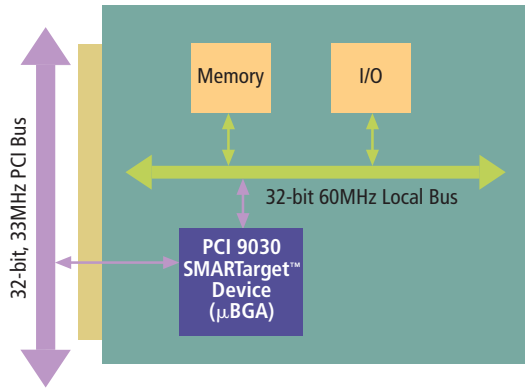 Memory
I/O
32-bit, 33MHz PCI Bus
32-bit 60MHz Local Bus
PCI 9030
SMARTarget™
Device
(µBGA)